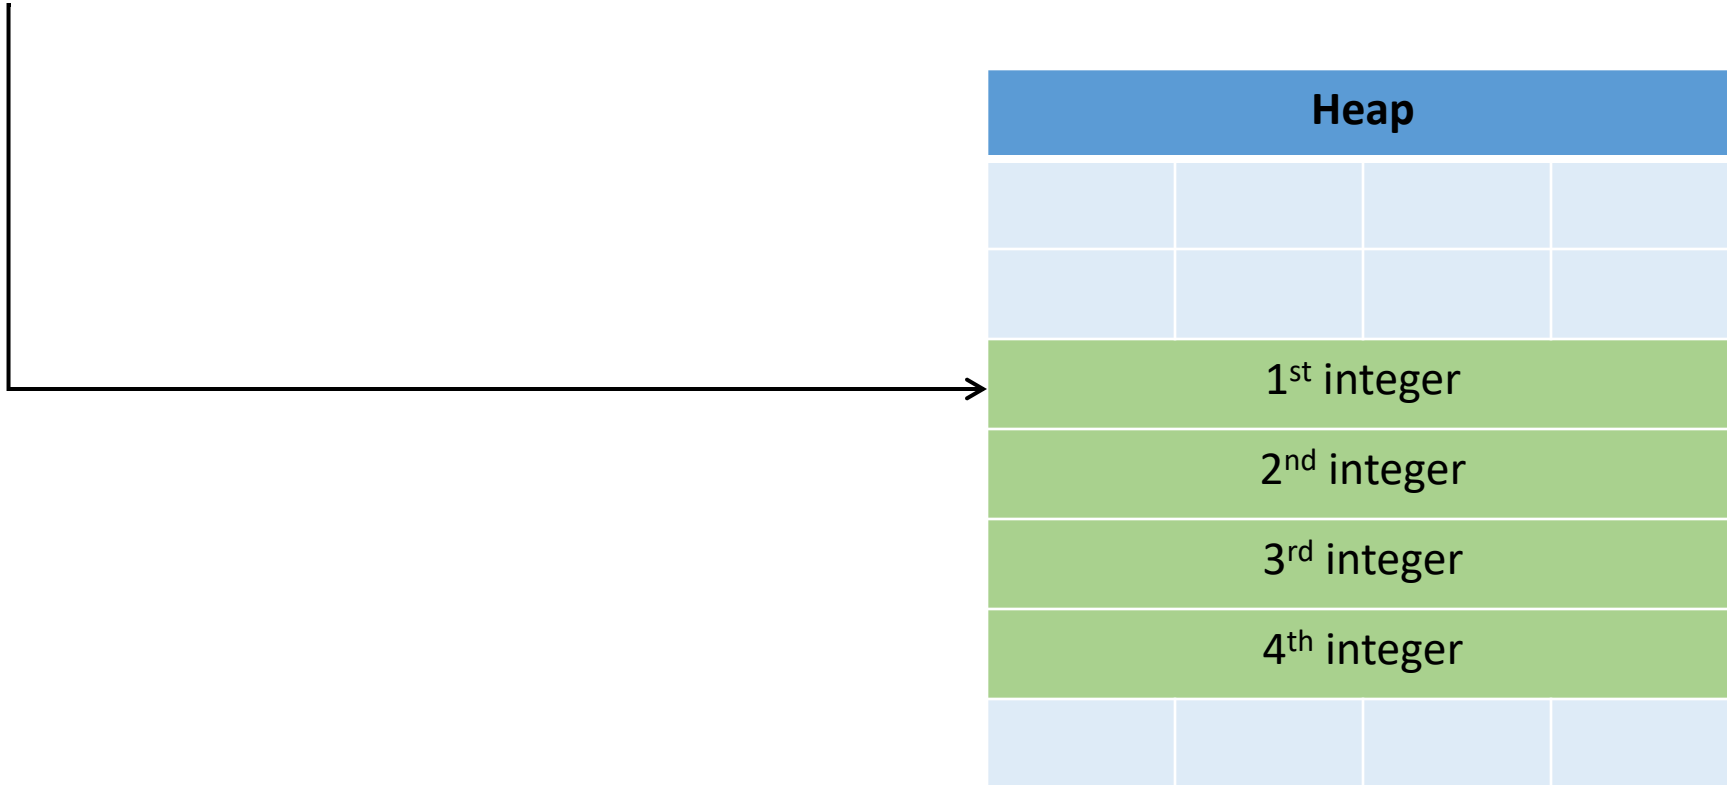 Heap
1st integer
2nd integer
3rd integer
4th integer